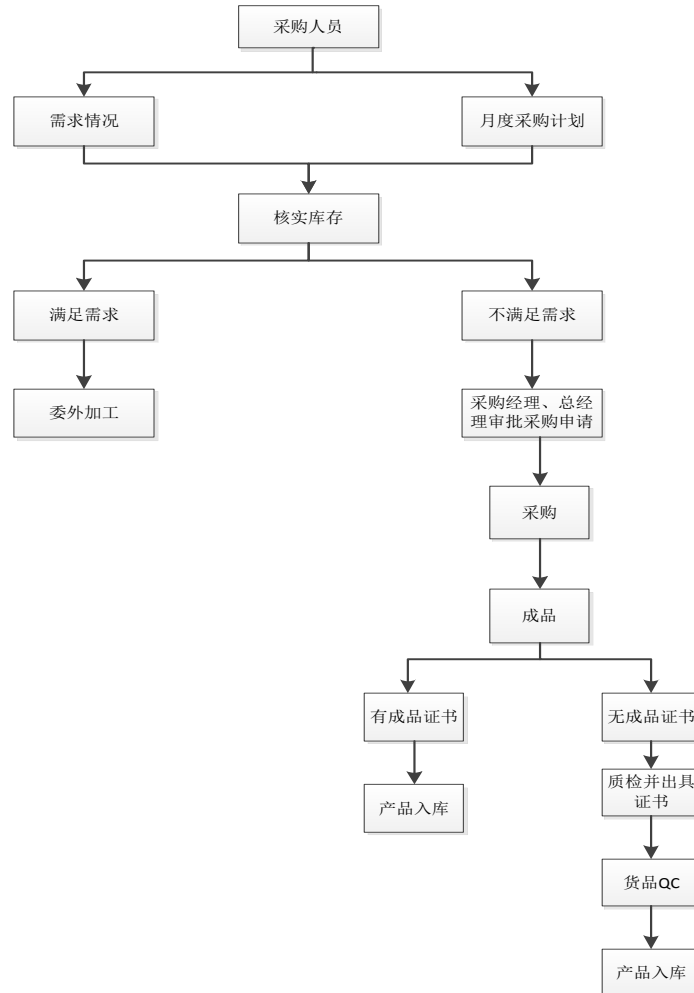 采购人员
需求情况
月度采购计划
核实库存
满足需求
不满足需求
委外加工
采购经理、总经
理审批采购申请
采购
成品
有成品证书
无成品证书
质检并出具
证书
产品入库
货品QC
产品入库